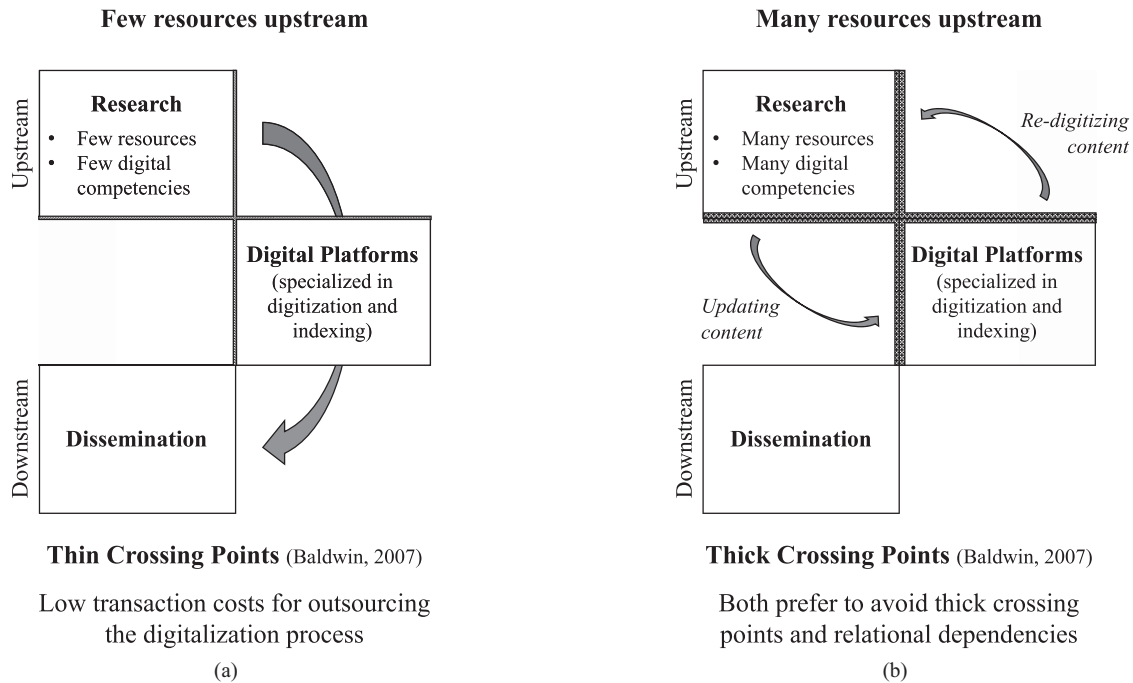 Few resources upstream
Upstream
Research
• Few resources
• Few digital
competencies
Digital Platforms
(specialized in
digitization and
indexing)
Downstream
Dissemination
Thin Crossing Points (Baldwin, 2007)
Low transaction costs for outsourcing
the digitalization process
(a)
Many resources upstream
Upstream
Research
• Many resources
• Many digital
competencies
Re-digitizing
content
Updating
content
Digital Platforms
(specialized in
digitization and
indexing)
Downstream
Dissemination
Thick Crossing Points (Baldwin, 2007)
Both prefer to avoid thick crossing
points and relational dependencies
(b)